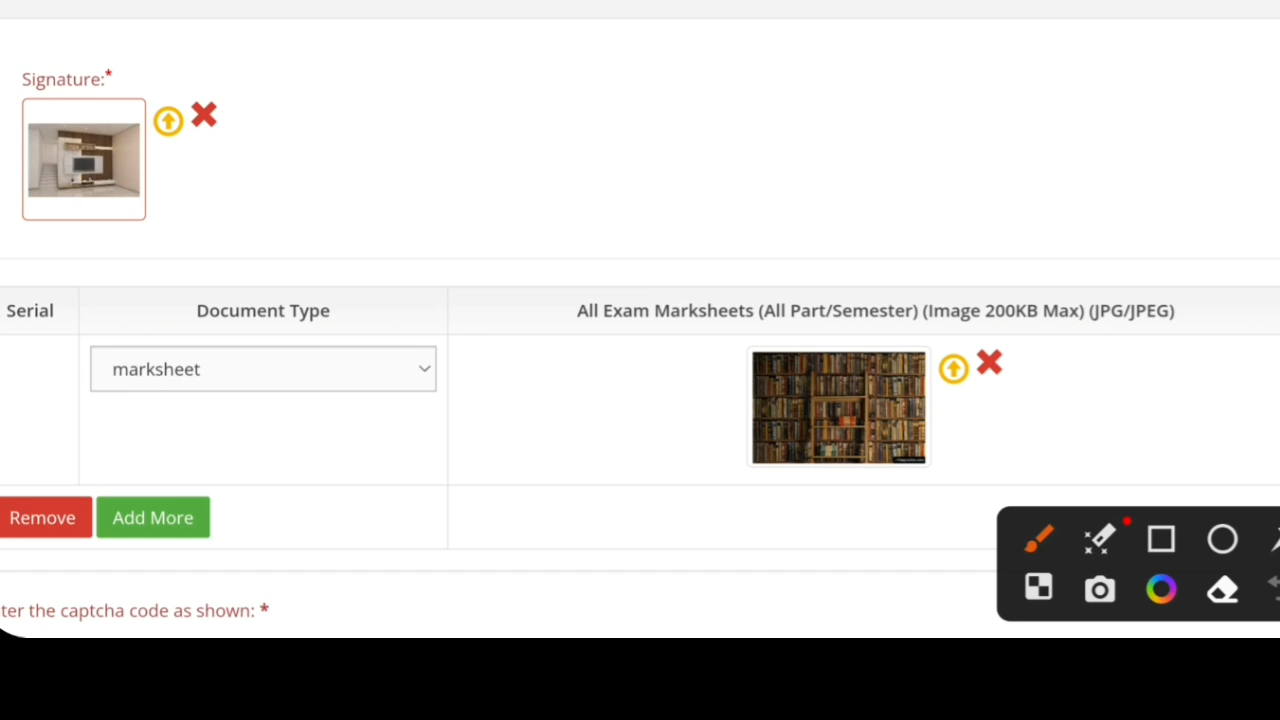 Signature:*
Serial
Document Type
All Exam Marksheets (All Part/Semester) (Image 200KB Max) (JPG/JPEG)
marksheet
Remove
Add More
ter the captcha code as shown: *